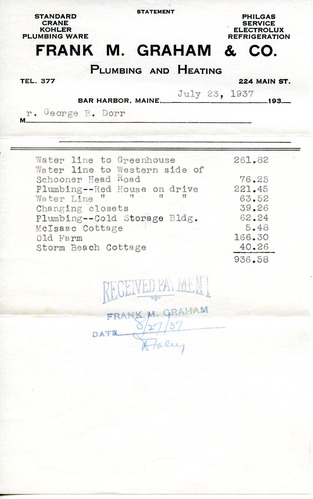 STATEMENT
STANDARD
CRANE
KOHLER
PLUMBING WARE
PHILGAS
SERVICE
ELECTROLUX
REFRIGERATION
FRANK M. GRAHAM & CO.
PLUMBING AND HEATING
TEL. 377
224 MAIN ST.
BAR HARBOR, MAINE, July 23, 1937 193
Mr. George B. Dorr
Water line to Greenhouse 261.82
Water line to Western side of
Schooner Head Road 76.25
Plumbing--Red House on drive 221.45
Water Line " " " " 63.52
Changing closets 39.26
Plumbing--Cold Storage Bldg. 62.24
McIsaac Cottage 5.48
Old Farm 166.30
Storm Beach Cottage 40.26
936.58
RECEIVED PAYMENT
FRANK M. GRAHAM
DATE 8/27/37